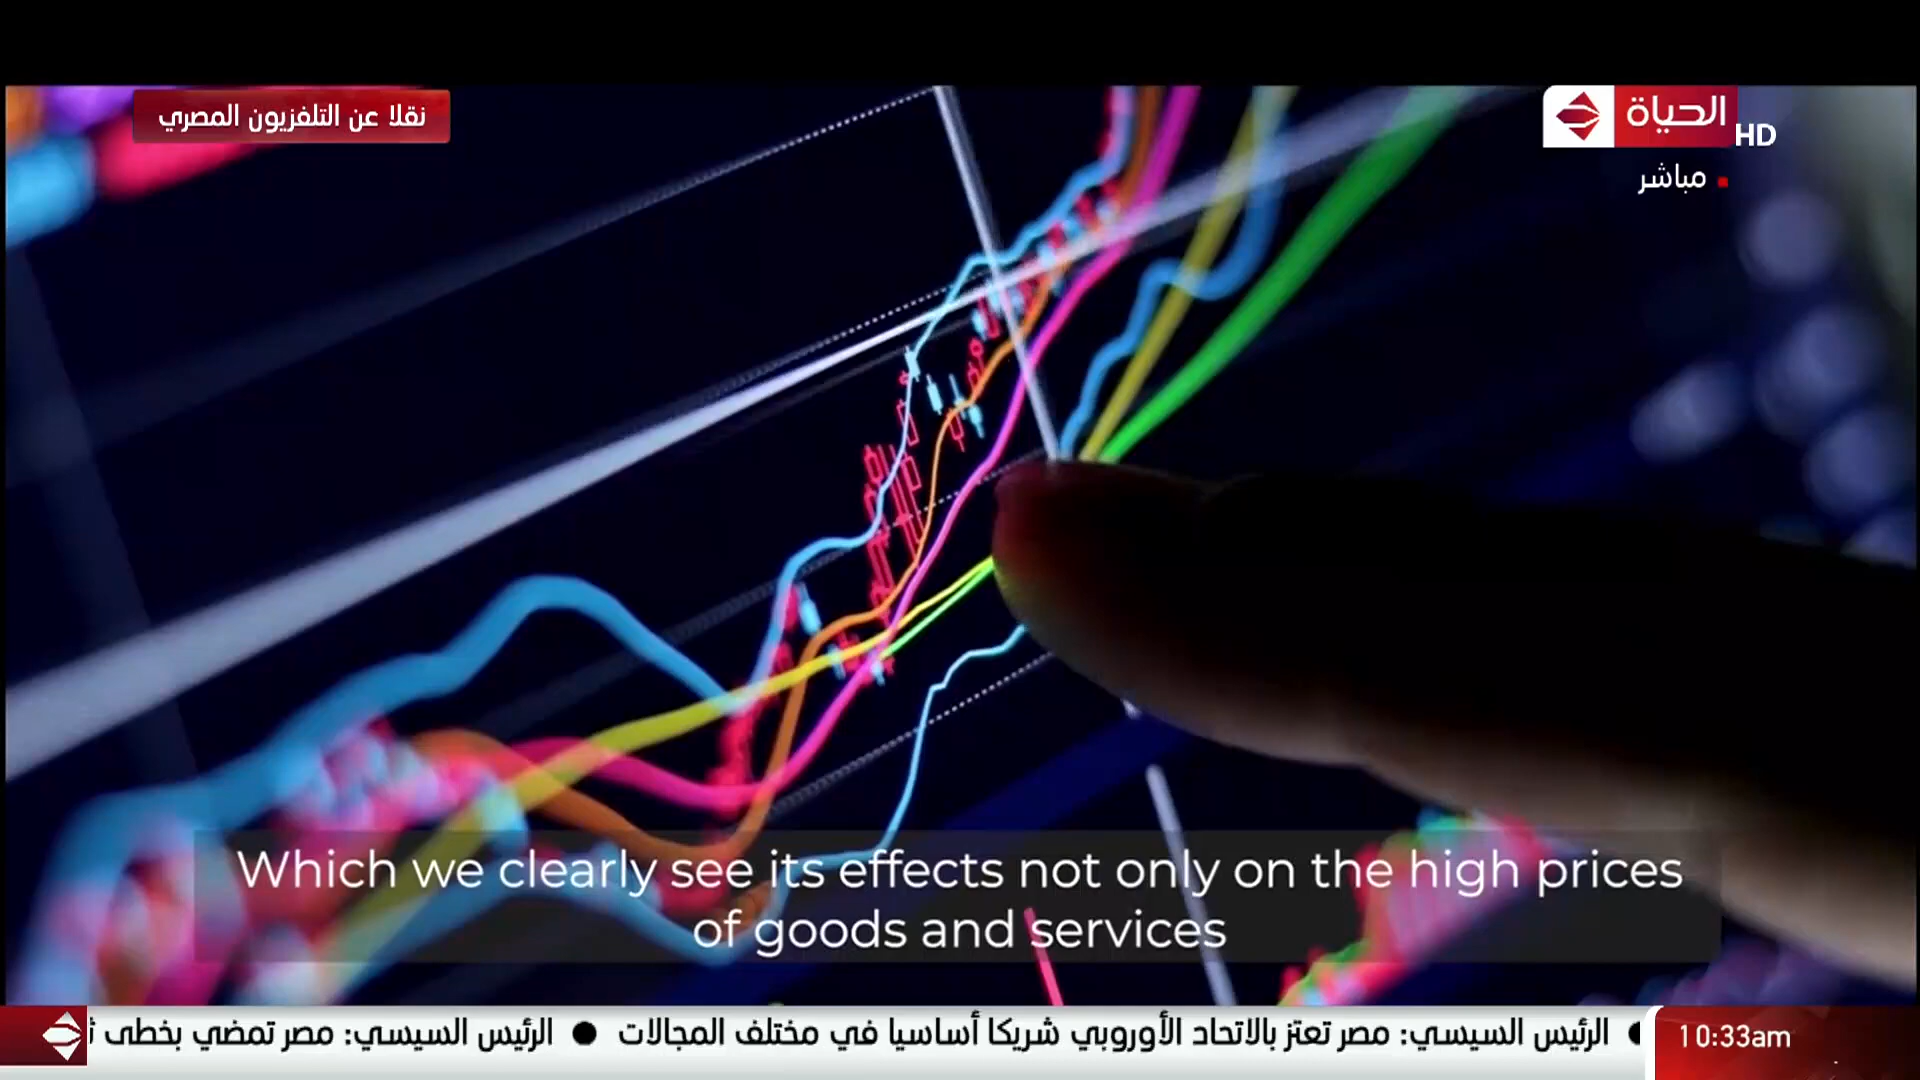 نقلا عن التلفزيون المصري
الحياة
HD
مباشر
Which we clearly see its effects not only on the high prices
of goods and services
الرئيس السيسي: مصر تعتز بالاتحاد الأوروبي شريكا أساسيا في مختلف المجالات ● الرئيس السيسي: مصر تمضي بخطى
10:33am